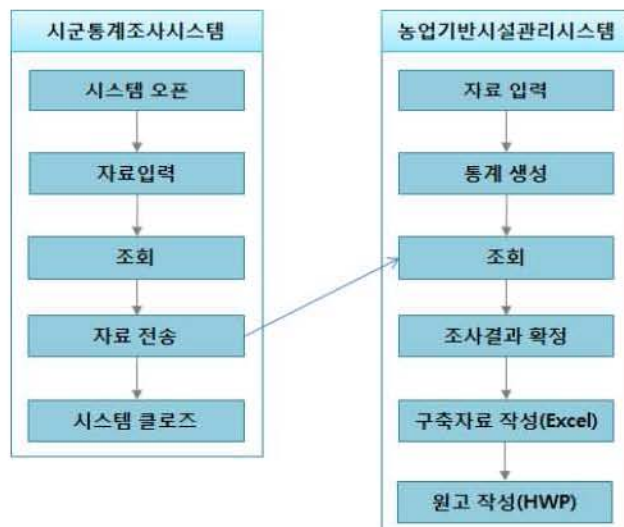 시군통계조사시스템
시스템 오픈
자료입력
조회
자료 전송
시스템 클로즈
농업기반시설관리시스템
자료 입력
통계 생성
조회
조사결과 확정
구축자료 작성(Excel)
원고 작성(HWP)